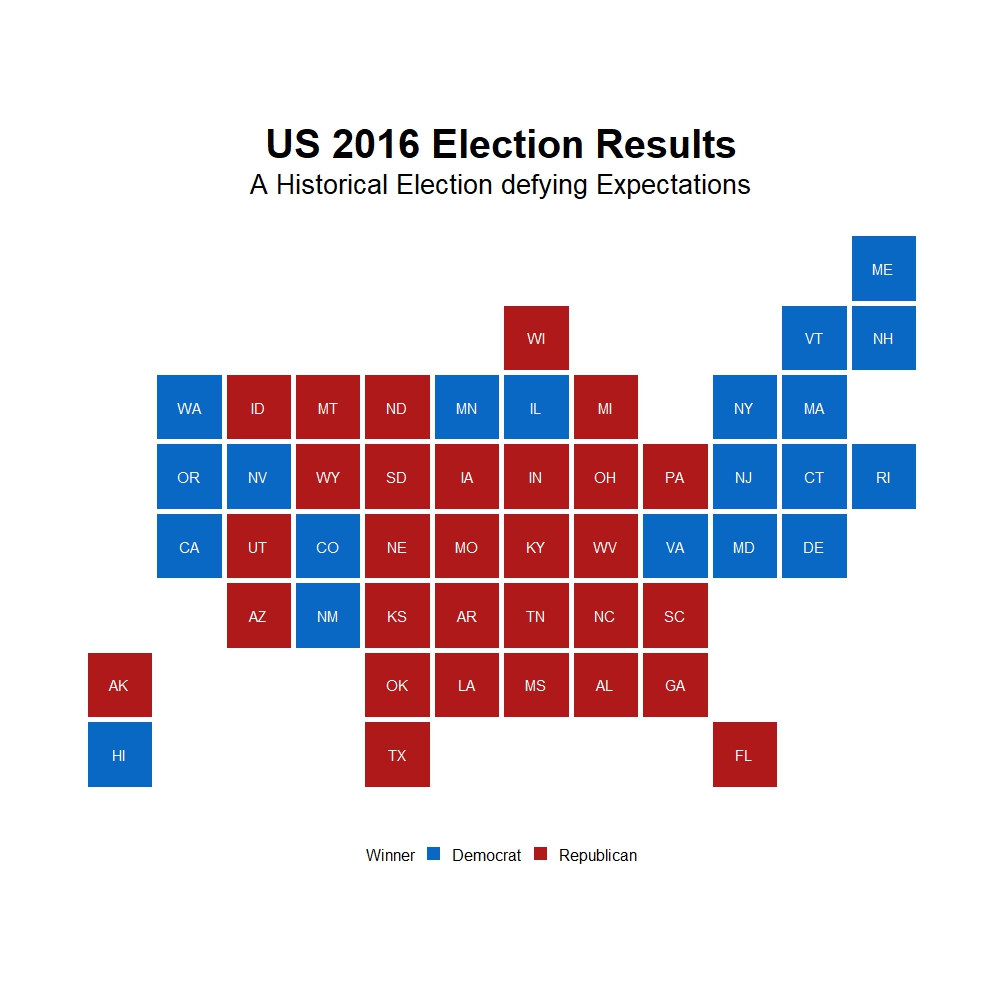 US 2016 Election Results
A Historical Election defying Expectations
ME
WI VT NH
WA ID MT ND MN IL MI NY MA
OR NV WY SD IA IN OH PA NJ CT RI
CA UT CO NE MO KY WV VA MD DE
AZ NM KS AR TN NC SC
AK OK LA MS AL GA
HI TX FL
Winner Democrat Republican